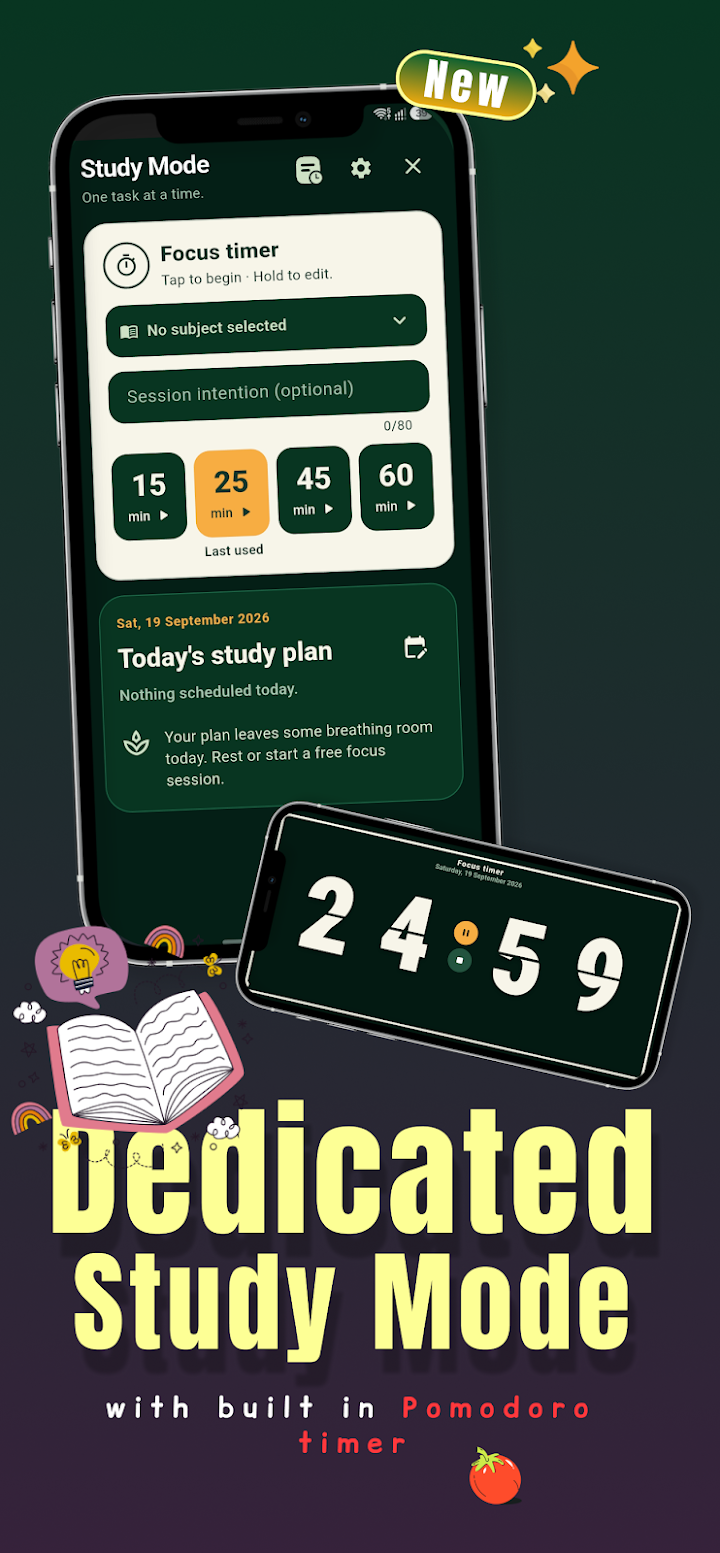 New
Study Mode
One task at a time.
Focus timer
Tap to begin · Hold to edit.
No subject selected
Session intention (optional)
0/80
15 25 45 60
min min min min
Last used
Sat, 19 September 2026
Today's study plan
Nothing scheduled today.
Your plan leaves some breathing room
today. Rest or start a free focus
session.
Focus timer
Saturday, 19 September 2026
24:59
Dedicated
Study Mode
with built in Pomodoro
timer